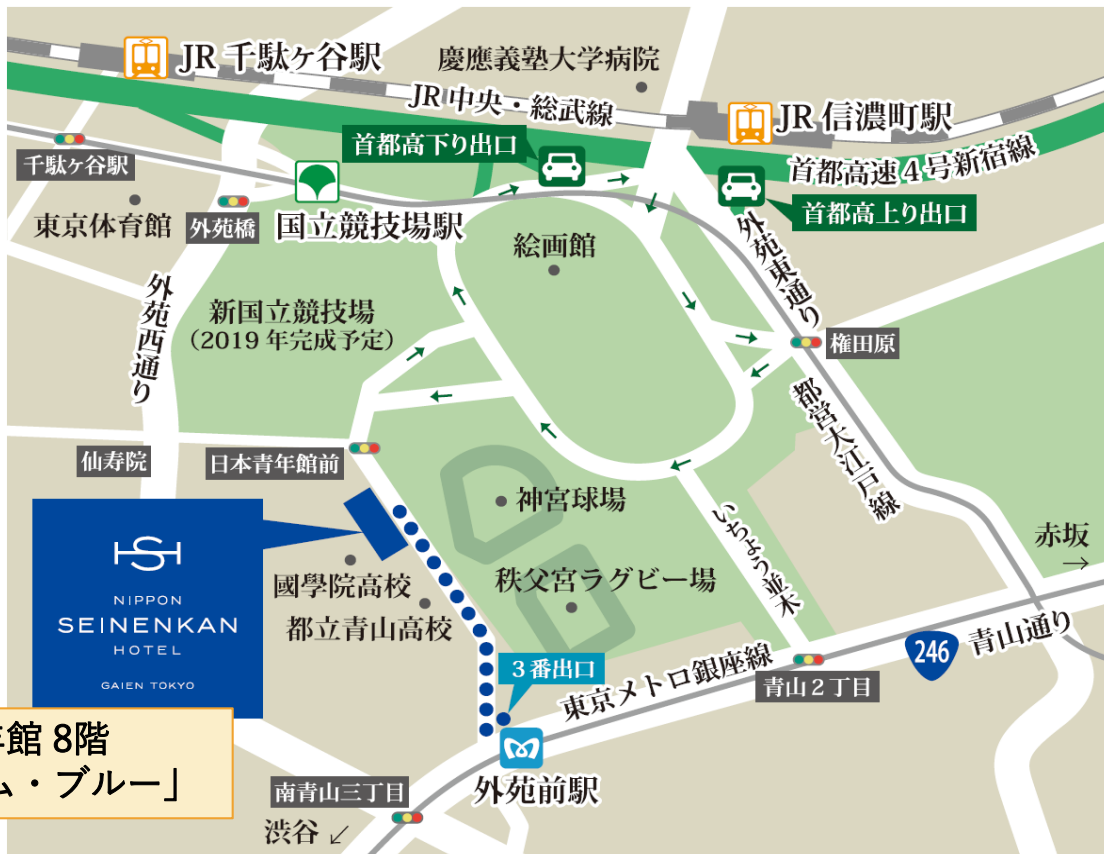 JR 千駄ヶ谷駅
慶應義塾大学病院
JR 中央・総武線
JR 信濃町駅
首都高下り出口
首都高速4号新宿線
千駄ヶ谷駅
首都高上り出口
東京体育館
外苑橋
国立競技場駅
絵画館
外苑東通り
外苑西通り
新国立競技場
（2019 年完成予定）
権田原
都営大江戸線
仙寿院
日本青年館前
神宮球場
いちょう並木
赤坂
→
SH
NIPPON
SEINENKAN
HOTEL
GAIEN TOKYO
國學院高校
都立青山高校
秩父宮ラグビー場
3番出口
東京メトロ銀座線
青山2丁目
246
青山通り
年館 8階
ム・ブルー」
外苑前駅
南青山三丁目
渋谷 ↙